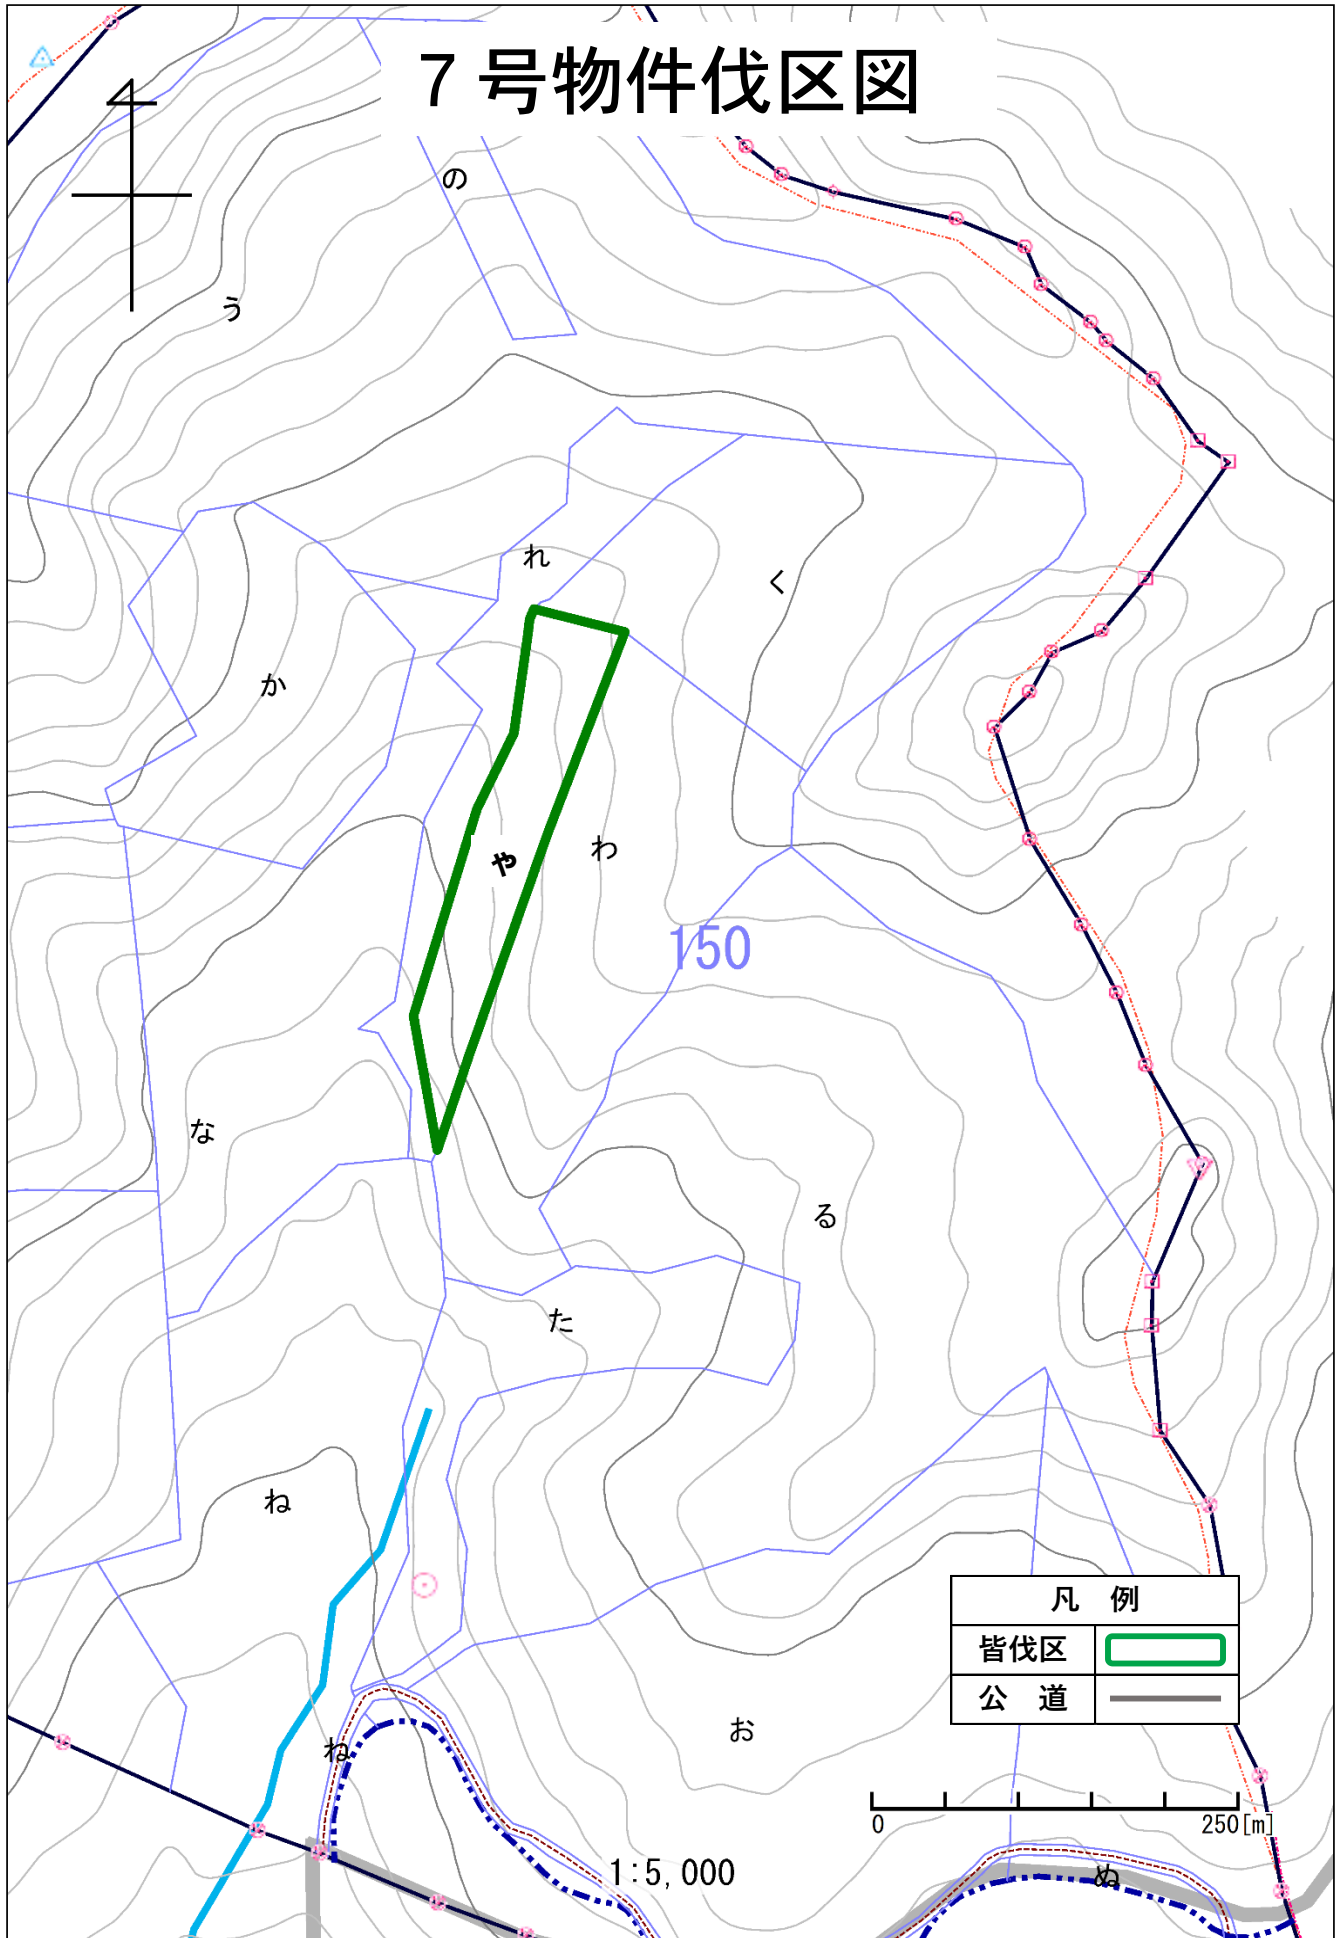 7号物件伐区図
の
う
れ
く
か
や
わ
150
な
る
た
ね
凡 例
皆伐区
公 道
お
ね
0 250[m]
1:5,000
ぬ